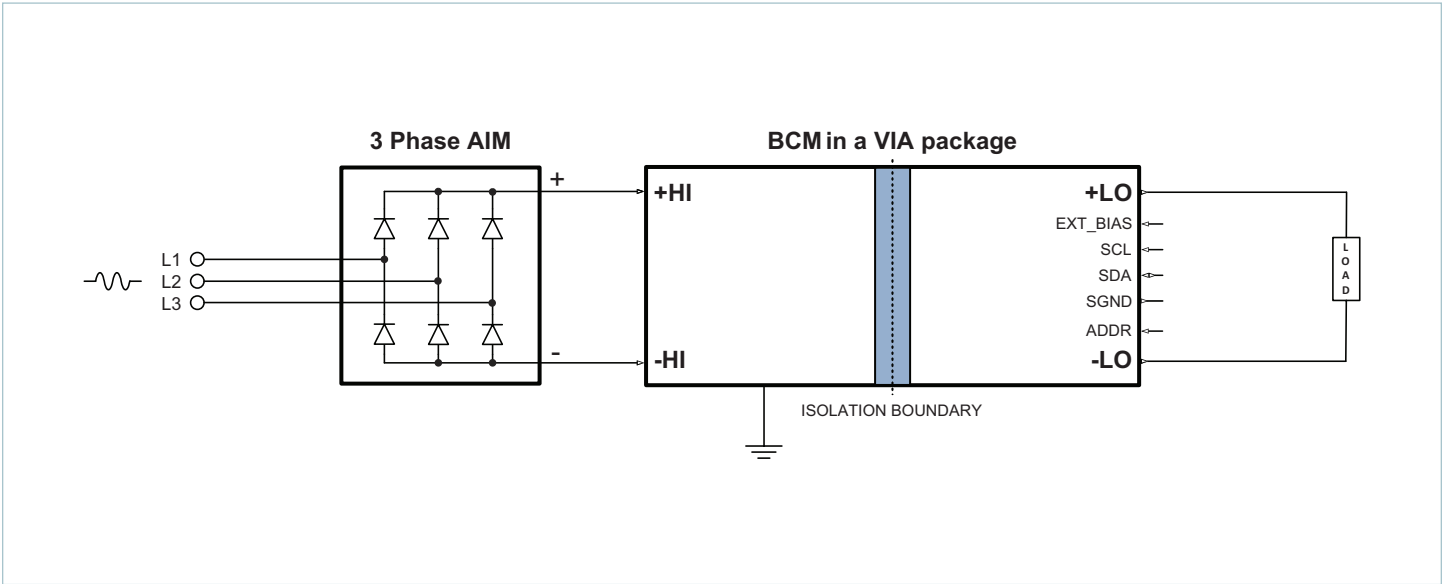 3 Phase AIM
BCM in a VIA package
+
+HI
+LO
EXT_BIAS
SCL
SDA
SGND
ADDR
-LO
L1
L2
L3
-
-HI
LOAD
ISOLATION BOUNDARY